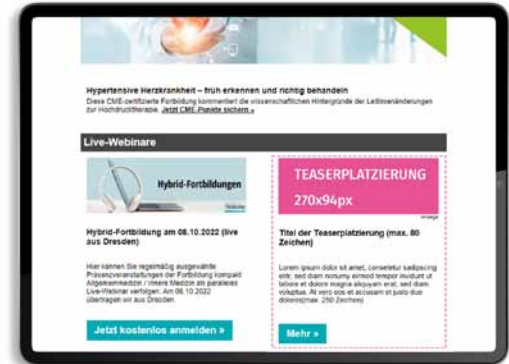 Hypertensive Herzkrankheit – früh erkennen und richtig behandeln
Diese CME-zertifizierte Fortbildung kommentiert die wissenschaftlichen Hintergründe der Leitlinienänderungen
zur Hochdrucktherapie. Jetzt CME-Punkte sichern »
Live-Webinare
Hybrid-Fortbildungen
Hybrid-Fortbildung am 08.10.2022 (live
aus Dresden)
Hier können Sie regelmäßig ausgewählte
Präsenzveranstaltungen der Fortbildung kompakt
Allgemeinmedizin / Innere Medizin als paralleles
Live-Webinar verfolgen. Am 08.10.2022
übertragen wir aus Dresden.
Jetzt kostenlos anmelden »
TEASERPLATZIERUNG
270x94px
Anzeige
Titel der Teaserplatzierung (max. 80
Zeichen)
Lorem ipsum dolor sit amet, consetetur sadipscing
elitr, sed diam nonumy eirmod tempor invidunt ut
labore et dolore magna aliquyam erat, sed diam
voluptua. At vero eos et accusam et justo duo
dolores(max. 250 Zeichen)
Mehr »